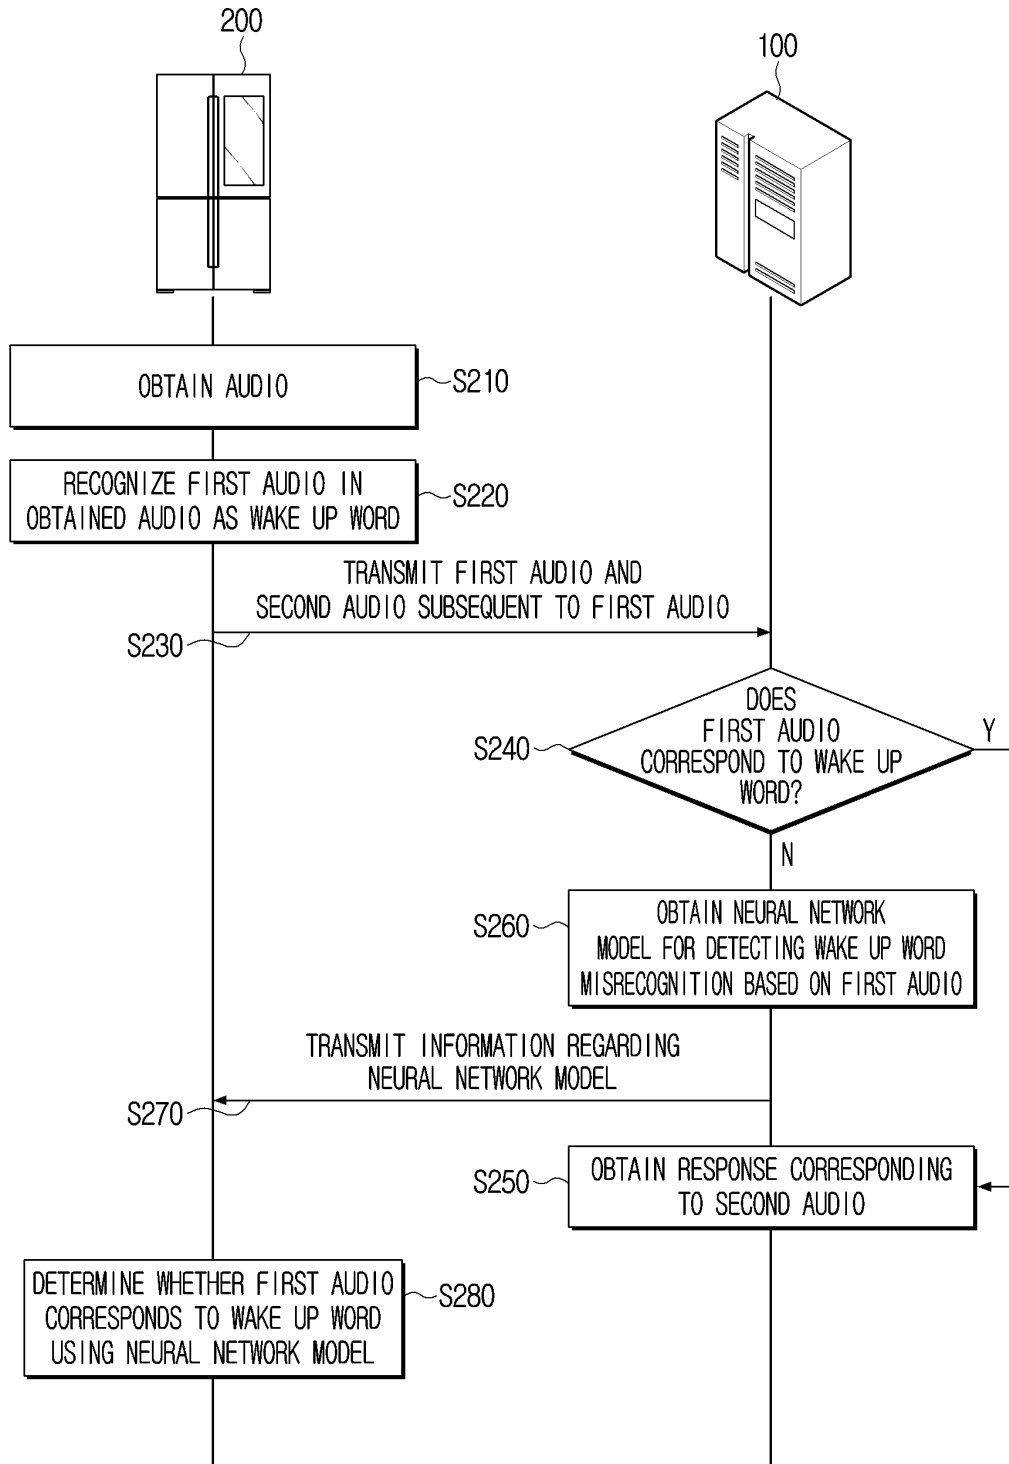 200
100
OBTAIN AUDIO
S210
RECOGNIZE FIRST AUDIO IN
OBTAINED AUDIO AS WAKE UP WORD
S220
TRANSMIT FIRST AUDIO AND
SECOND AUDIO SUBSEQUENT TO FIRST AUDIO
S230
DOES
FIRST AUDIO
CORRESPOND TO WAKE UP
WORD?
S240
Y
N
OBTAIN NEURAL NETWORK
MODEL FOR DETECTING WAKE UP WORD
MISRECOGNITION BASED ON FIRST AUDIO
S260
TRANSMIT INFORMATION REGARDING
NEURAL NETWORK MODEL
S270
OBTAIN RESPONSE CORRESPONDING
TO SECOND AUDIO
S250
DETERMINE WHETHER FIRST AUDIO
CORRESPONDS TO WAKE UP WORD
USING NEURAL NETWORK MODEL
S280